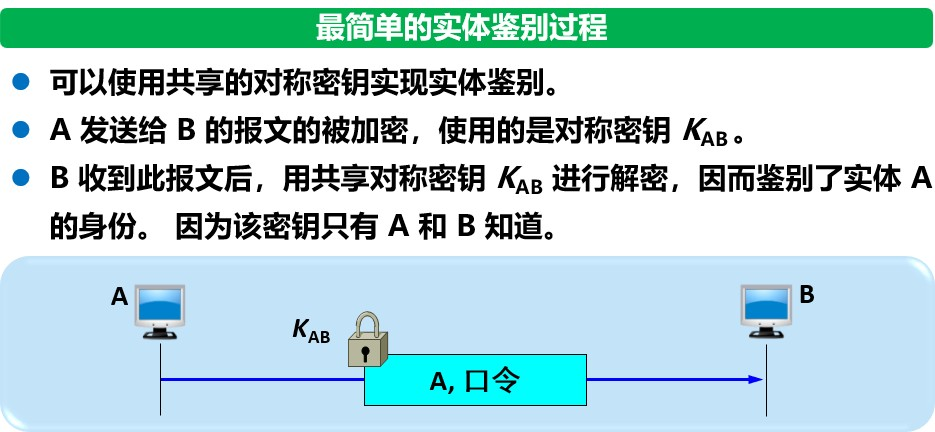 最简单的实体鉴别过程
可以使用共享的对称密钥实现实体鉴别。
A 发送给 B 的报文的被加密，使用的是对称密钥 KAB。
B 收到此报文后，用共享对称密钥 KAB 进行解密，因而鉴别了实体 A
的身份。 因为该密钥只有 A 和 B 知道。
A
B
KAB
A, 口令